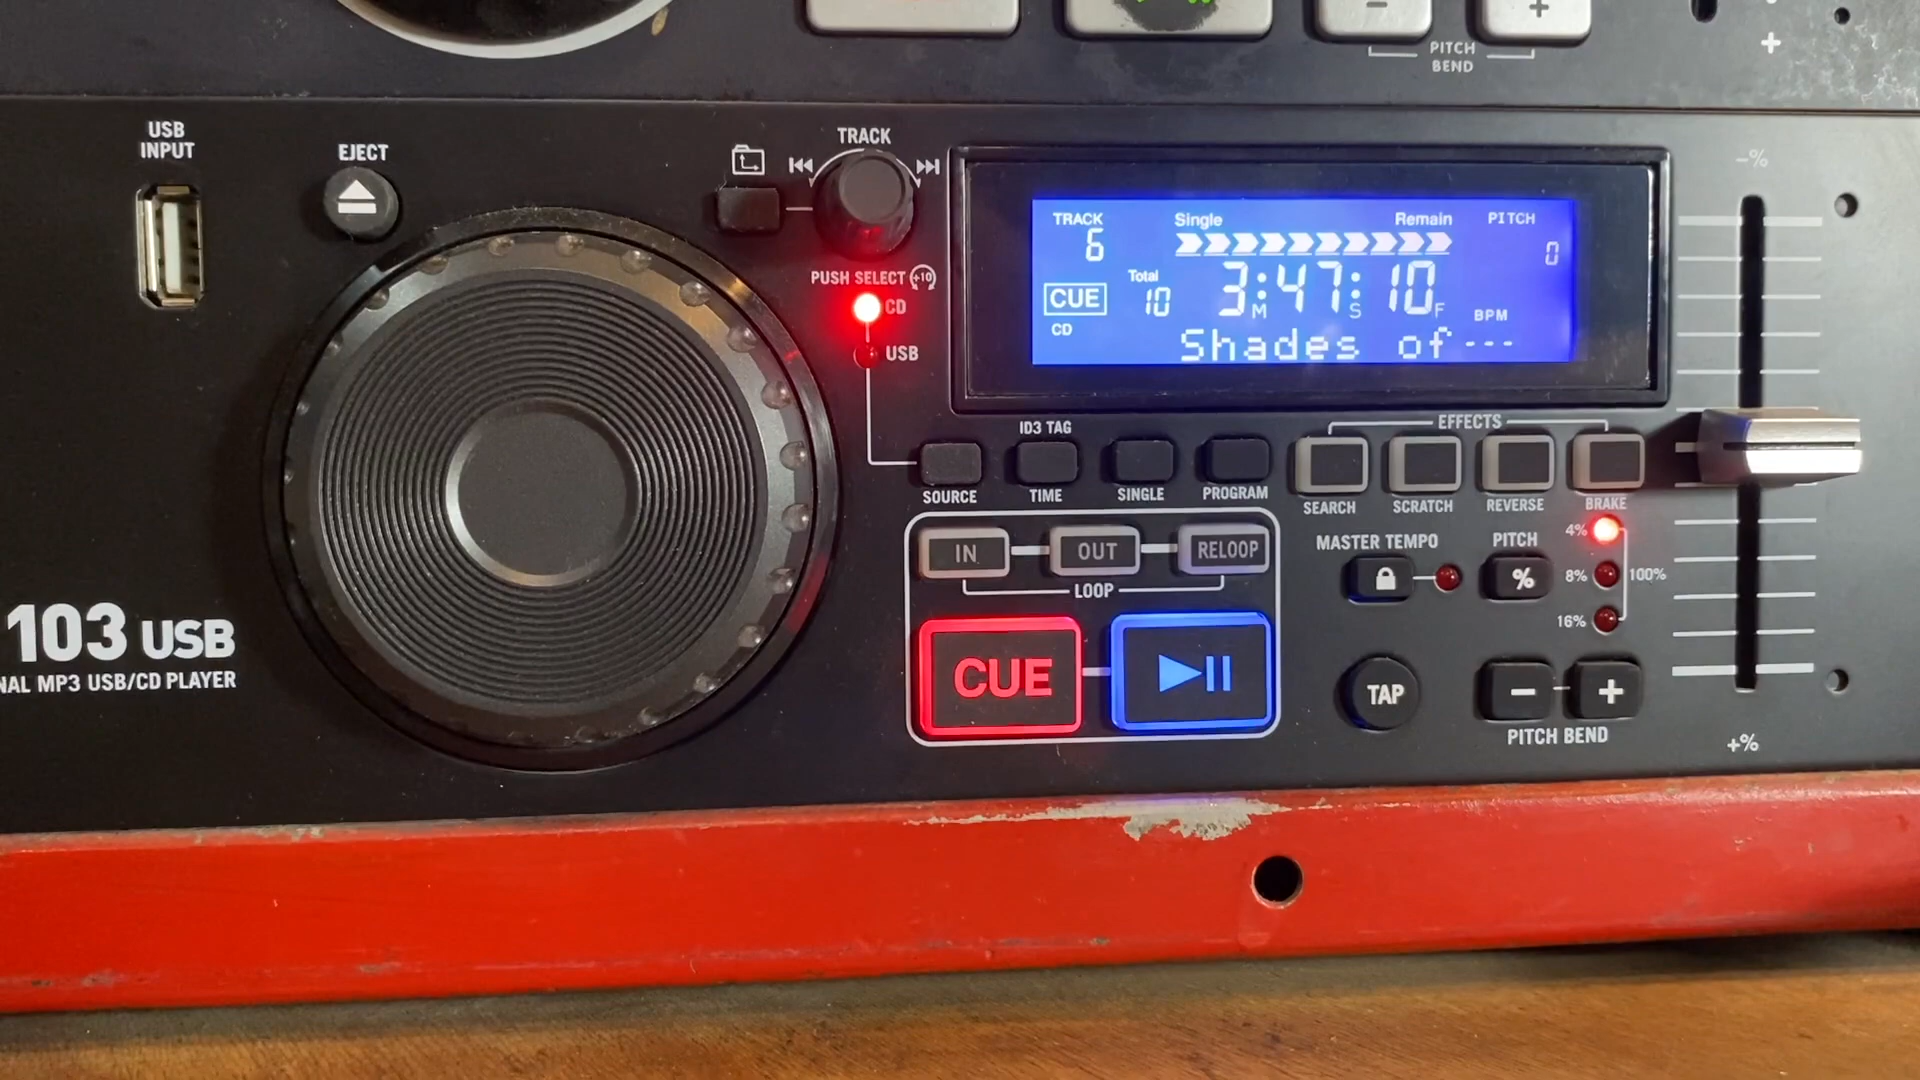 PITCH
BEND
USB
INPUT
EJECT
TRACK
PUSH SELECT +10
CD
USB
TRACK
6
Single
Remain
PITCH
0
CUE
Total
10
3:47:10
M S F
CD
BPM
Shades of ---
-%
ID3 TAG
SOURCE
TIME
SINGLE
PROGRAM
EFFECTS
SEARCH
SCRATCH
REVERSE
BRAKE
IN
OUT
RELOOP
LOOP
CUE
MASTER TEMPO
PITCH
%
4%
8%
100%
16%
TAP
PITCH BEND
+%
103 USB
NAL MP3 USB/CD PLAYER